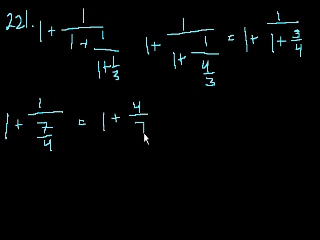 221. 1 + 1/(1 + 1/(1 + 1/3)) 1 + 1/(1 + 1/(4/3)) = 1 + 1/(1 + 3/4)
1 + 1/(7/4) = 1 + 4/7